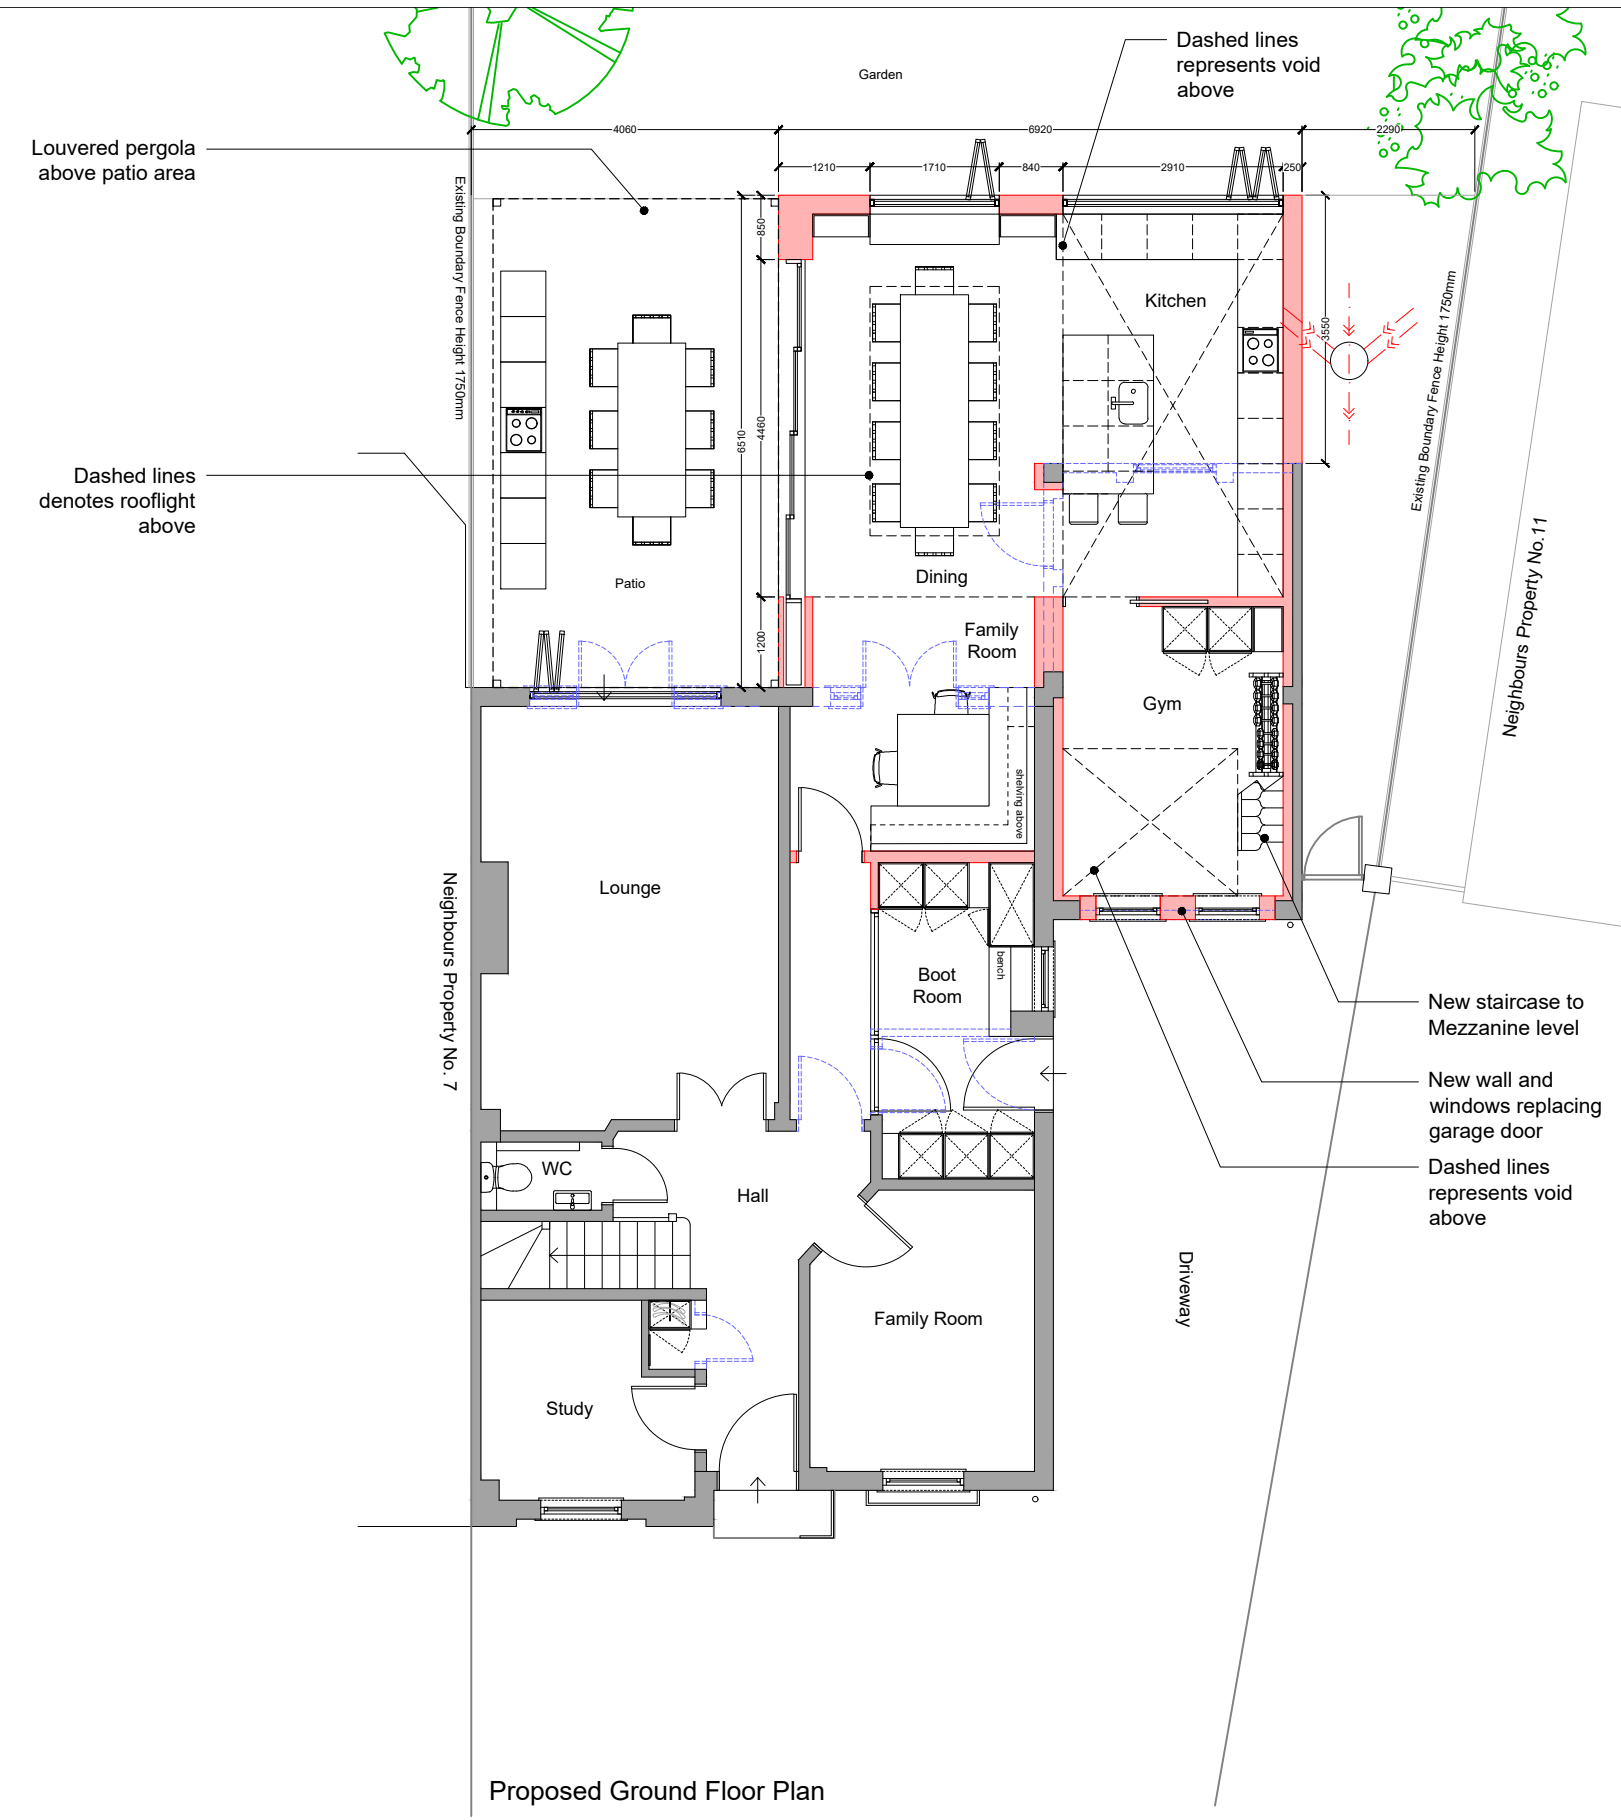 Garden
Dashed lines
represents void
above
4060
6920
2290
Louvered pergola
above patio area
1210
1710
840
2910
250
Existing Boundary Fence Height 1750mm
850
Kitchen
3550
Existing Boundary Fence Height 1750mm
6510
4460
Dashed lines
denotes rooflight
above
Neighbours Property No.11
Patio
Dining
1200
Family
Room
Gym
shelving above
Lounge
Neighbours Property No. 7
Boot
Room
bench
New staircase to
Mezzanine level
New wall and
windows replacing
garage door
Dashed lines
represents void
above
WC
Hall
Driveway
Family Room
Study
Proposed Ground Floor Plan